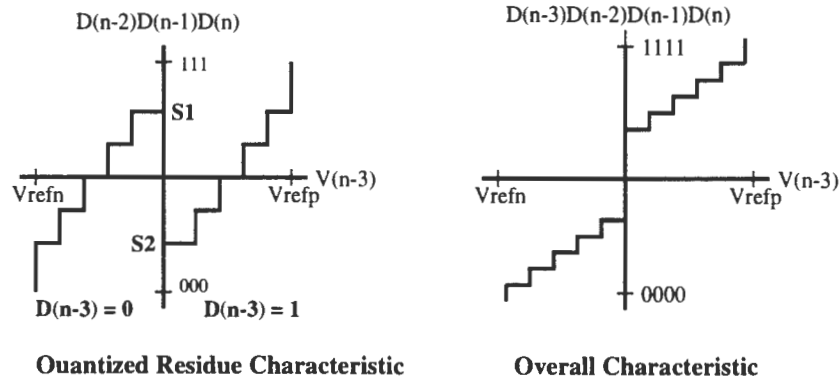 D(n-2)D(n-1)D(n)
111
S1
Vrefn
Vrefp
V(n-3)
S2
000
D(n-3) = 0
D(n-3) = 1
Quantized Residue Characteristic
D(n-3)D(n-2)D(n-1)D(n)
1111
Vrefn
Vrefp
V(n-3)
0000
Overall Characteristic